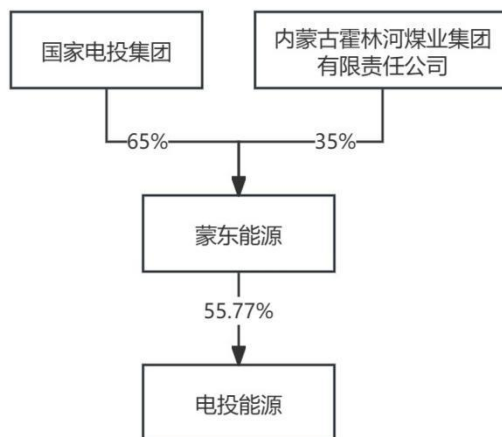 国家电投集团
内蒙古霍林河煤业集团
有限责任公司
65%
35%
蒙东能源
55.77%
电投能源